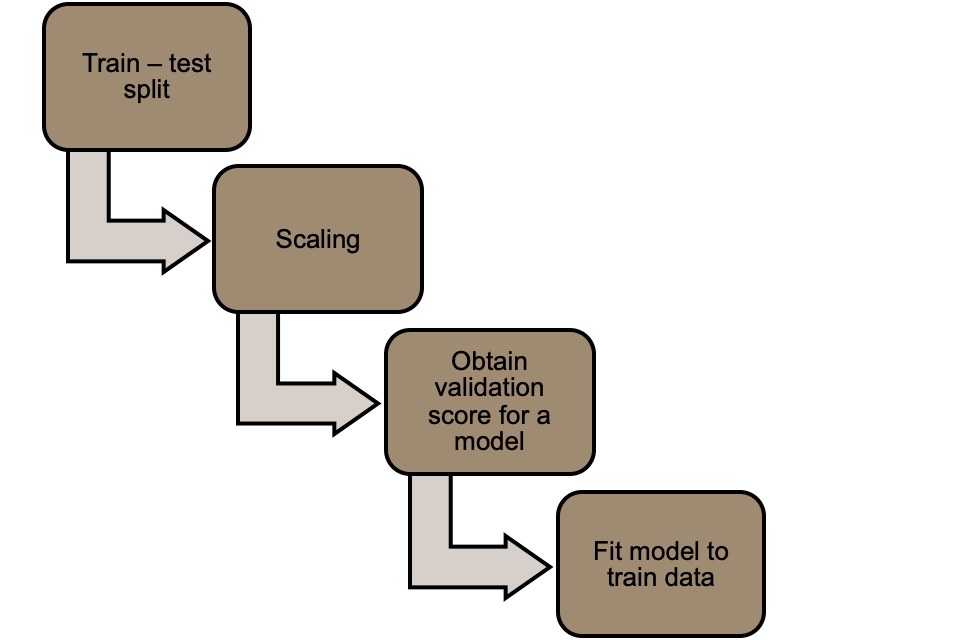 Train – test
split
Scaling
Obtain
validation
score for a
model
Fit model to
train data